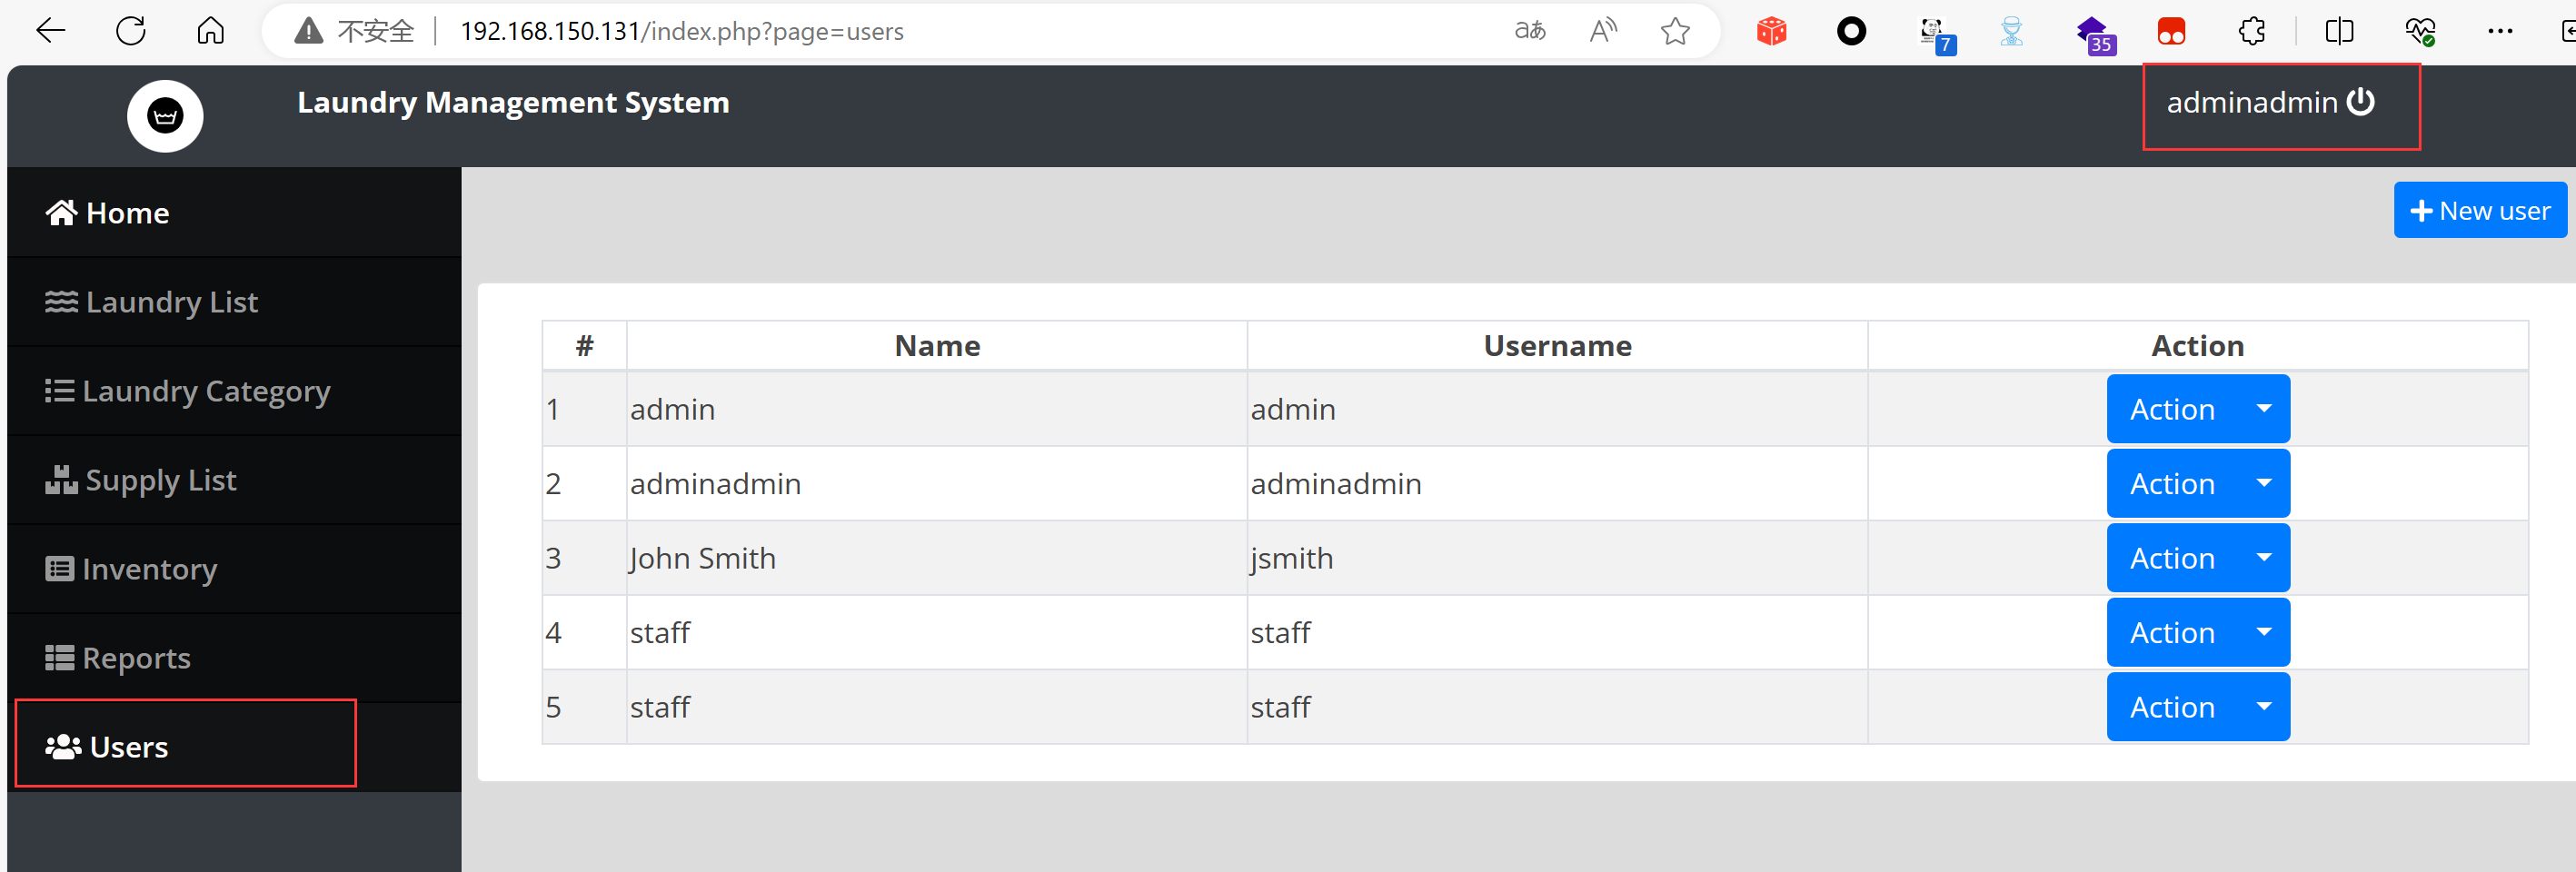 不安全 192.168.150.131/index.php?page=users aあ A 7 35
Laundry Management System adminadmin
Home
Laundry List
Laundry Category
Supply List
Inventory
Reports
Users
New user
# Name Username Action
1 admin admin Action
2 adminadmin adminadmin Action
3 John Smith jsmith Action
4 staff staff Action
5 staff staff Action